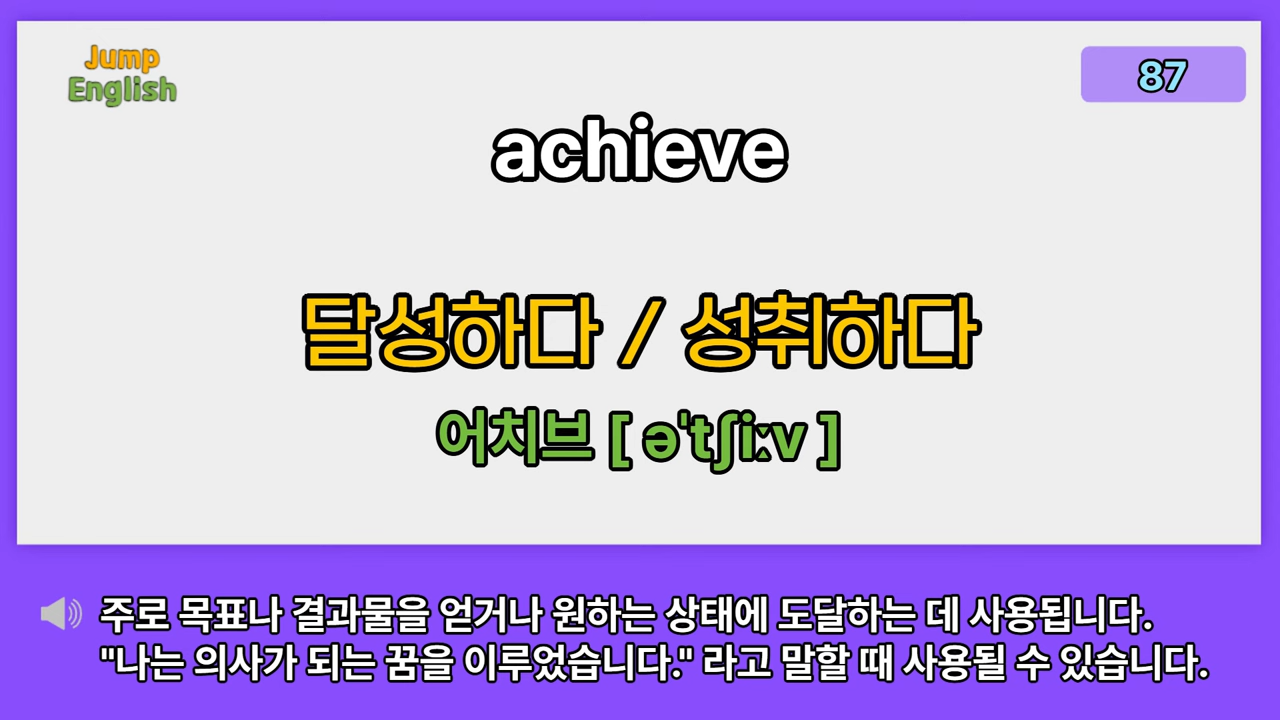 Jump
English
87
achieve
달성하다 / 성취하다
어치브 [ ə'tʃiːv ]
주로 목표나 결과물을 얻거나 원하는 상태에 도달하는 데 사용됩니다.
"나는 의사가 되는 꿈을 이루었습니다." 라고 말할 때 사용될 수 있습니다.